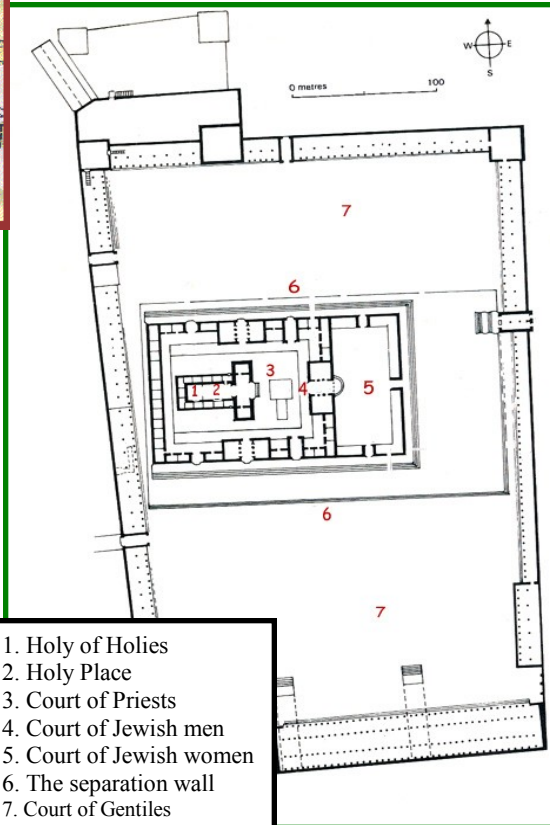 N
W E
S
0 metres 100
7
6
3
1 2 4 5
6
7
1. Holy of Holies
2. Holy Place
3. Court of Priests
4. Court of Jewish men
5. Court of Jewish women
6. The separation wall
7. Court of Gentiles